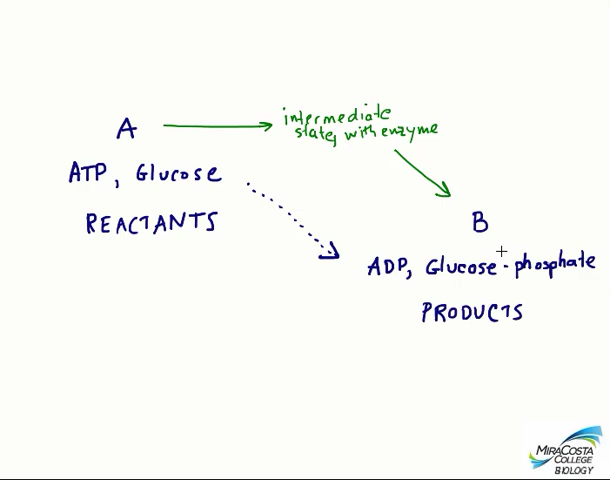 A
intermediate
state, with enzyme
ATP, Glucose
REACTANTS
B
ADP, Glucose-phosphate
PRODUCTS
MIRACOSTA
COLLEGE
BIOLOGY